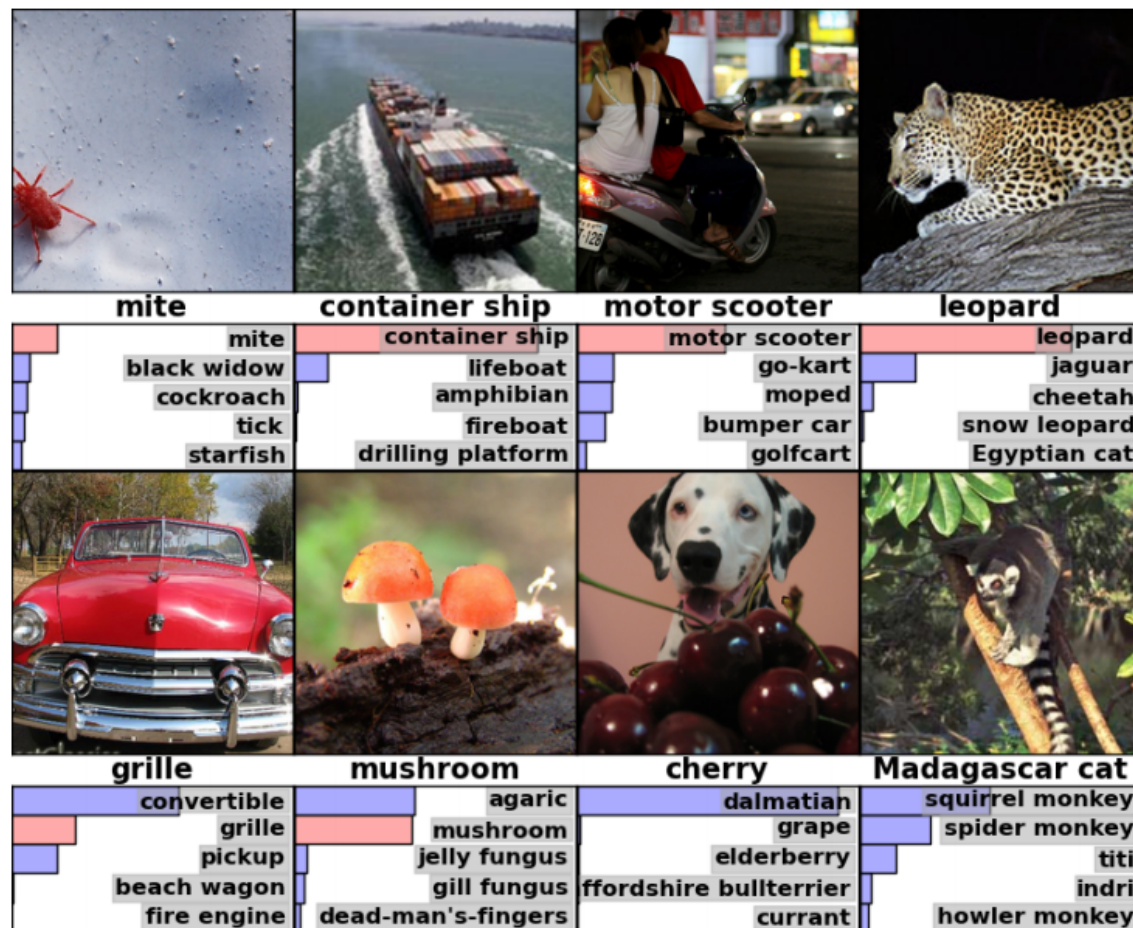 mite
container ship
motor scooter
leopard
mite
black widow
cockroach
tick
starfish
container ship
lifeboat
amphibian
fireboat
drilling platform
motor scooter
go-kart
moped
bumper car
golfcart
leopard
jaguar
cheetah
snow leopard
Egyptian cat
grille
mushroom
cherry
Madagascar cat
convertible
grille
pickup
beach wagon
fire engine
agaric
mushroom
jelly fungus
gill fungus
dead-man's-fingers
dalmatian
grape
elderberry
ffordshire bullterrier
currant
squirrel monkey
spider monkey
titi
indri
howler monkey